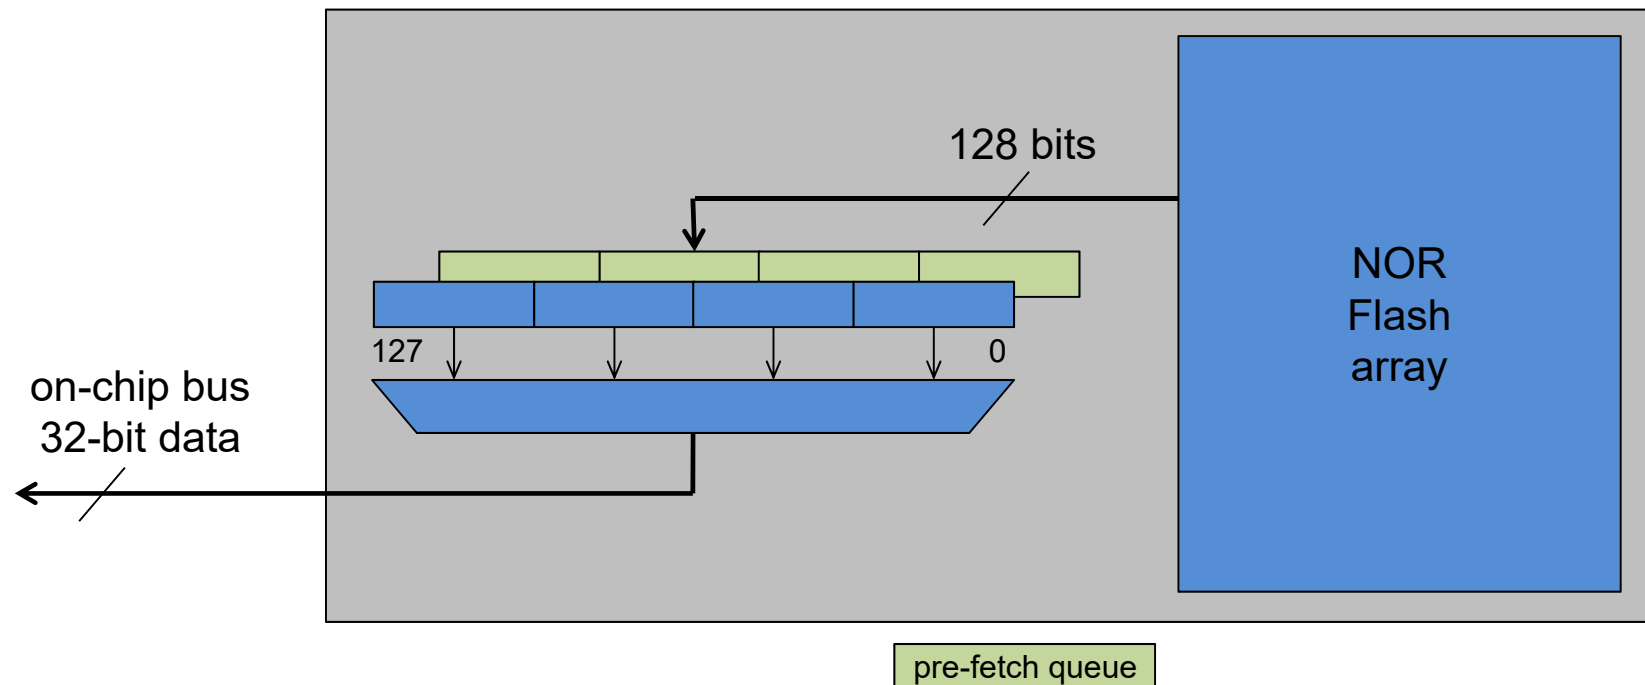 128 bits
NOR
Flash
array
127
0
on-chip bus
32-bit data
pre-fetch queue